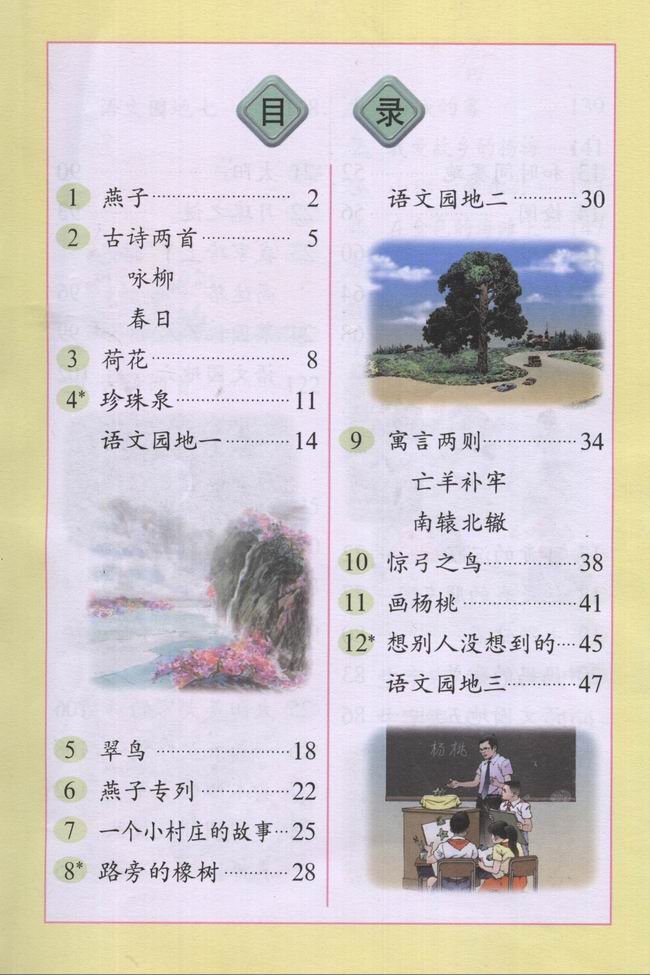 目 录
1 燕子…………………2
2 古诗两首……………5
咏柳
春日
3 荷花…………………8
4* 珍珠泉………………11
语文园地一…………14
5 翠鸟…………………18
6 燕子专列……………22
7 一个小村庄的故事…25
8* 路旁的橡树…………28
语文园地二…………30
9 寓言两则……………34
亡羊补牢
南辕北辙
10 惊弓之鸟……………38
11 画杨桃………………41
12* 想别人没想到的…45
语文园地三…………47
杨桃